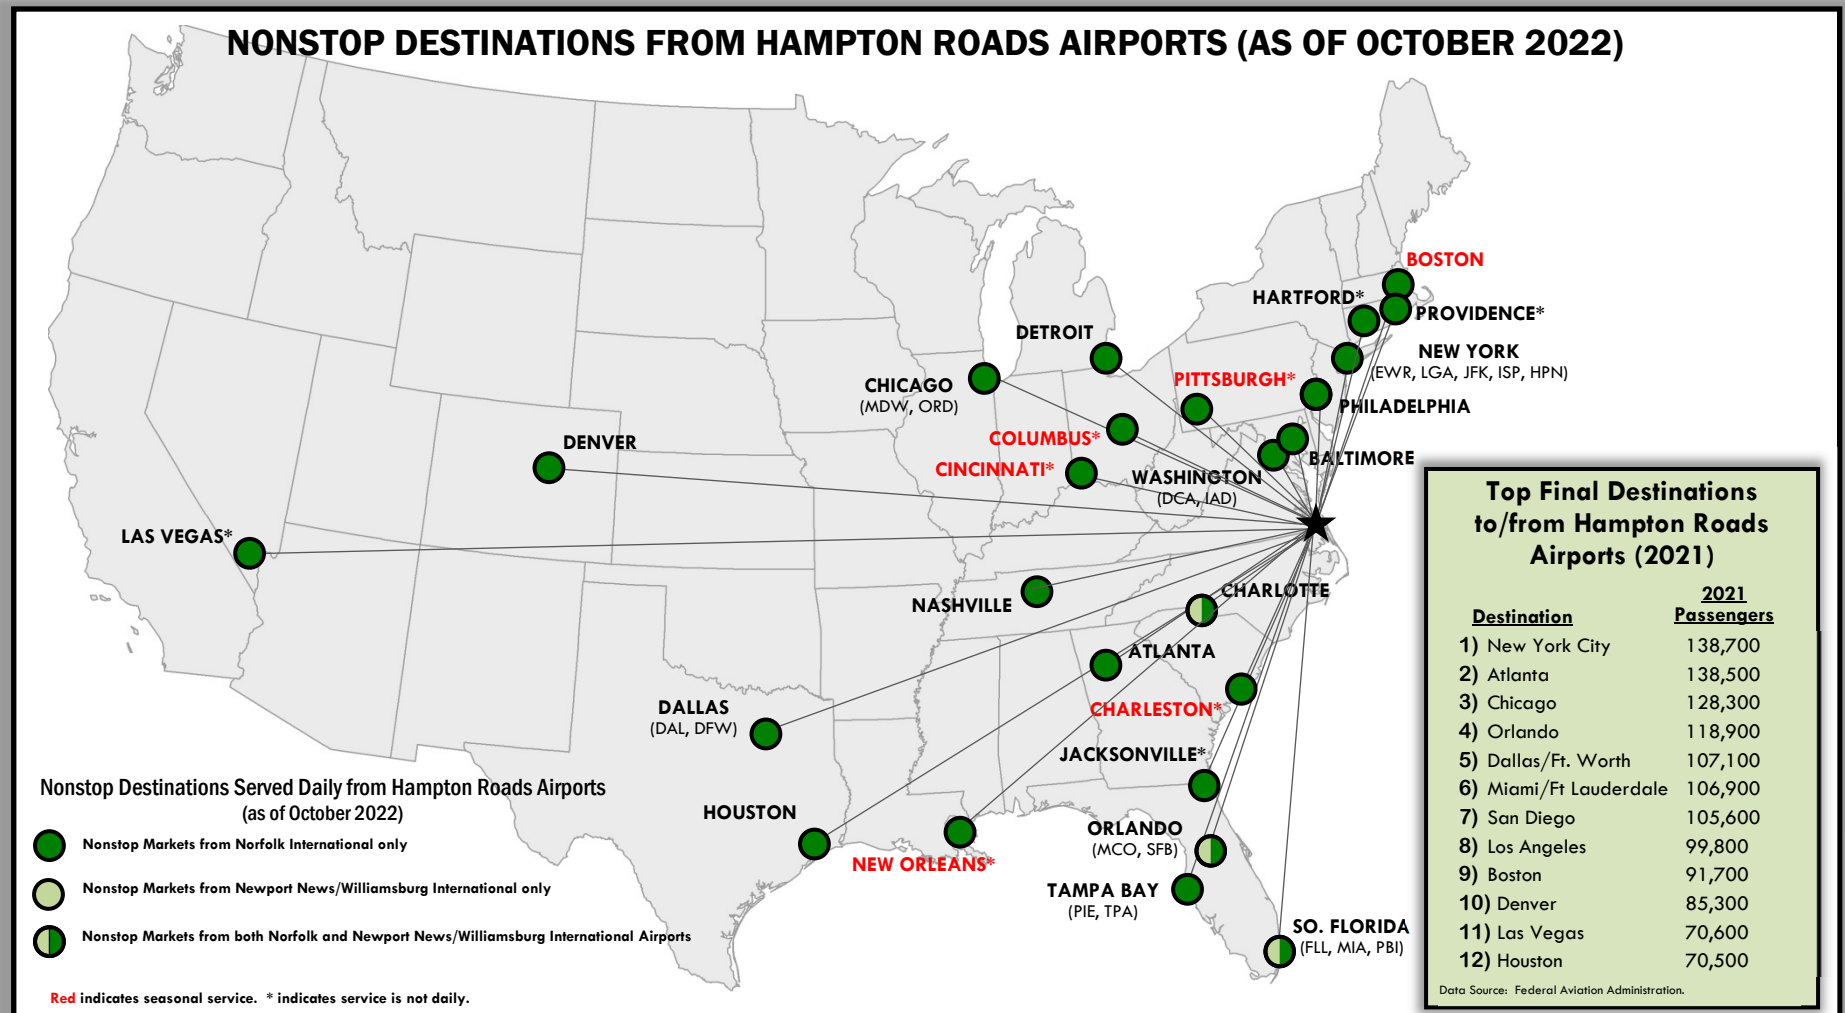 NONSTOP DESTINATIONS FROM HAMPTON ROADS AIRPORTS (AS OF OCTOBER 2022)
BOSTON
HARTFORD*
PROVIDENCE*
DETROIT
NEW YORK
(EWR, LGA, JFK, ISP, HPN)
PITTSBURGH*
CHICAGO
(MDW, ORD)
PHILADELPHIA
COLUMBUS*
DENVER
BALTIMORE
CINCINNATI*
WASHINGTON
(DCA, IAD)
LAS VEGAS*
CHARLOTTE
NASHVILLE
ATLANTA
DALLAS
(DAL, DFW)
CHARLESTON*
JACKSONVILLE*
HOUSTON
ORLANDO
(MCO, SFB)
NEW ORLEANS*
TAMPA BAY
(PIE, TPA)
SO. FLORIDA
(FLL, MIA, PBI)
Nonstop Destinations Served Daily from Hampton Roads Airports
(as of October 2022)
Nonstop Markets from Norfolk International only
Nonstop Markets from Newport News/Williamsburg International only
Nonstop Markets from both Norfolk and Newport News/Williamsburg International Airports
Red indicates seasonal service. * indicates service is not daily.
Top Final Destinations
to/from Hampton Roads
Airports (2021)
2021
Destination Passengers
1) New York City 138,700
2) Atlanta 138,500
3) Chicago 128,300
4) Orlando 118,900
5) Dallas/Ft. Worth 107,100
6) Miami/Ft Lauderdale 106,900
7) San Diego 105,600
8) Los Angeles 99,800
9) Boston 91,700
10) Denver 85,300
11) Las Vegas 70,600
12) Houston 70,500
Data Source: Federal Aviation Administration.